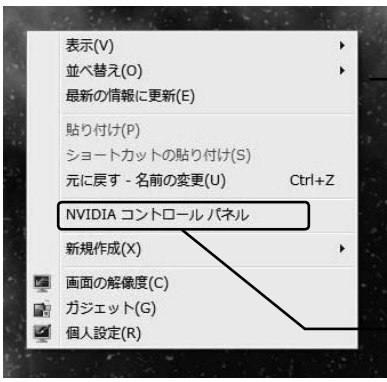 表示(V)
並べ替え(O)
最新の情報に更新(E)
貼り付け(P)
ショートカットの貼り付け(S)
元に戻す - 名前の変更(U) Ctrl+Z
NVIDIA コントロール パネル
新規作成(X)
画面の解像度(C)
ガジェット(G)
個人設定(R)